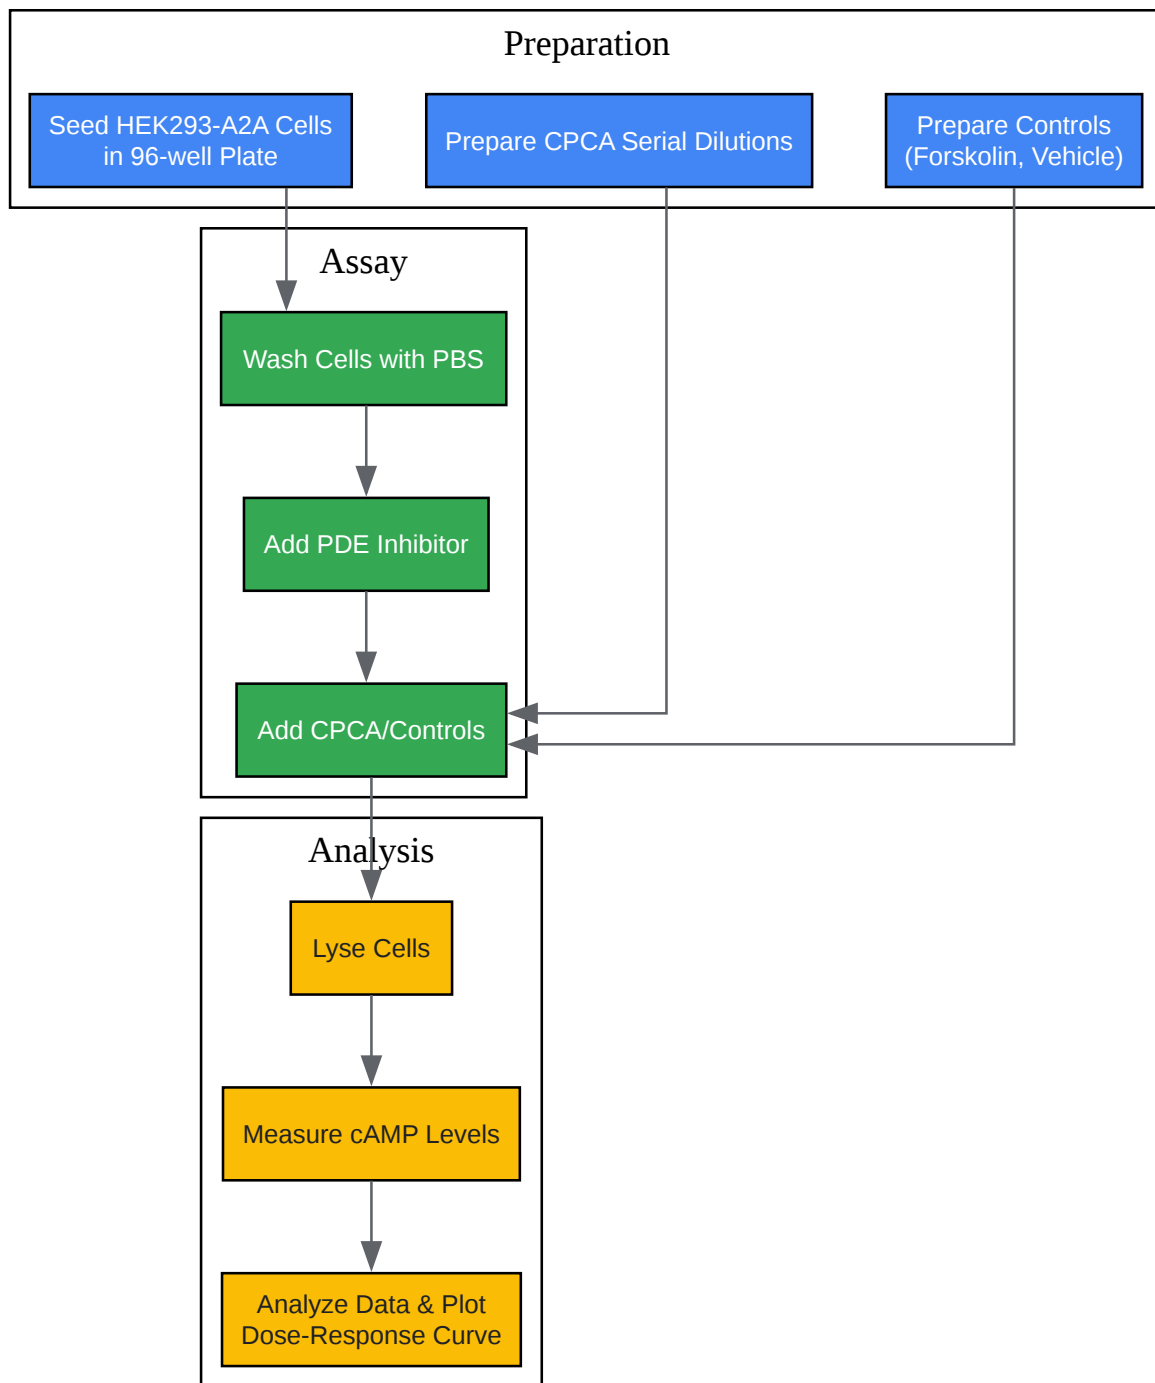 Preparation
Seed HEK293-A2A Cells
in 96-well Plate
Prepare CPCA Serial Dilutions
Prepare Controls
(Forskolin, Vehicle)
Assay
Wash Cells with PBS
Add PDE Inhibitor
Add CPCA/Controls
Analysis
Lyse Cells
Measure cAMP Levels
Analyze Data & Plot
Dose-Response Curve